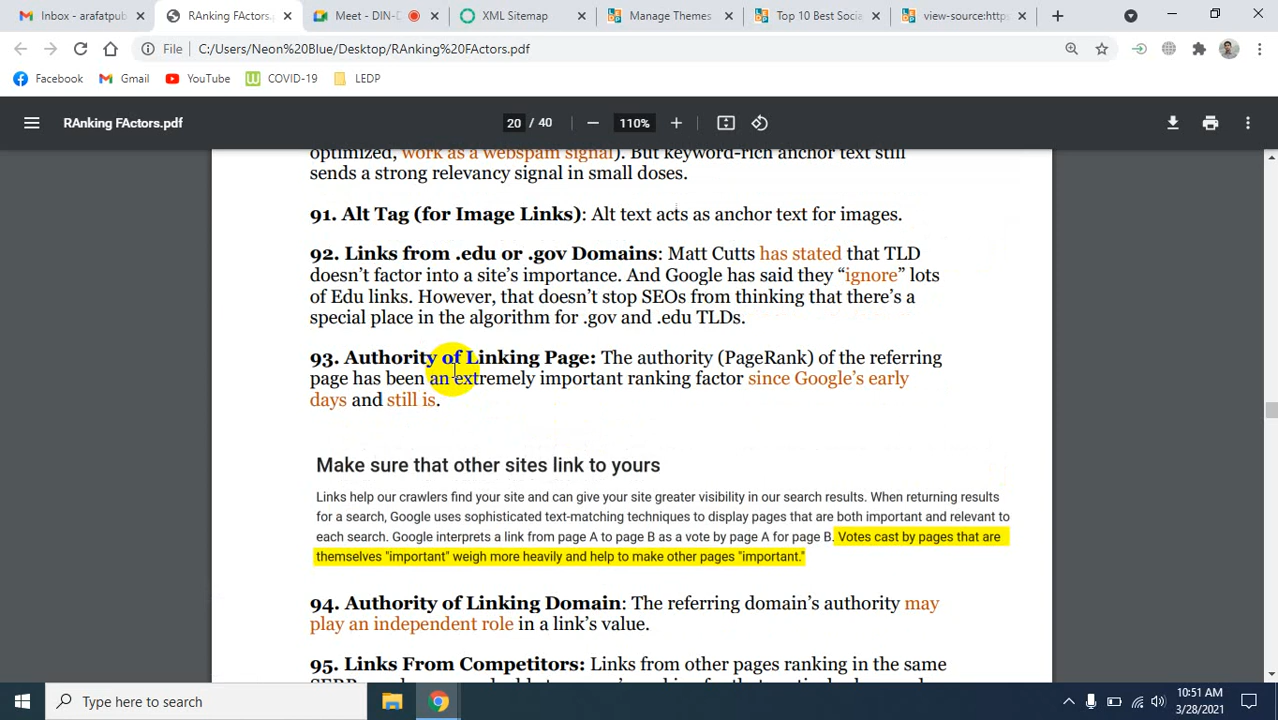 Inbox - arafatpub
RAnking FActors.p
Meet - DIN-D
XML Sitemap
Manage Themes
Top 10 Best Socia
view-source:https
File
C:/Users/Neon%20Blue/Desktop/RAnking%20FActors.pdf
Facebook
Gmail
YouTube
COVID-19
LEDP
RAnking FActors.pdf
20 / 40
110%
optimized, work as a webspam signal). But keyword-rich anchor text still
sends a strong relevancy signal in small doses.
91. Alt Tag (for Image Links): Alt text acts as anchor text for images.
92. Links from .edu or .gov Domains: Matt Cutts has stated that TLD
doesn't factor into a site's importance. And Google has said they “ignore” lots
of Edu links. However, that doesn't stop SEOs from thinking that there's a
special place in the algorithm for .gov and .edu TLDs.
93. Authority of Linking Page: The authority (PageRank) of the referring
page has been an extremely important ranking factor since Google's early
days and still is.
Make sure that other sites link to yours
Links help our crawlers find your site and can give your site greater visibility in our search results. When returning results
for a search, Google uses sophisticated text-matching techniques to display pages that are both important and relevant to
each search. Google interprets a link from page A to page B as a vote by page A for page B. Votes cast by pages that are
themselves "important" weigh more heavily and help to make other pages "important."
94. Authority of Linking Domain: The referring domain's authority may
play an independent role in a link's value.
95. Links From Competitors: Links from other pages ranking in the same
Type here to search
10:51 AM
3/28/2021